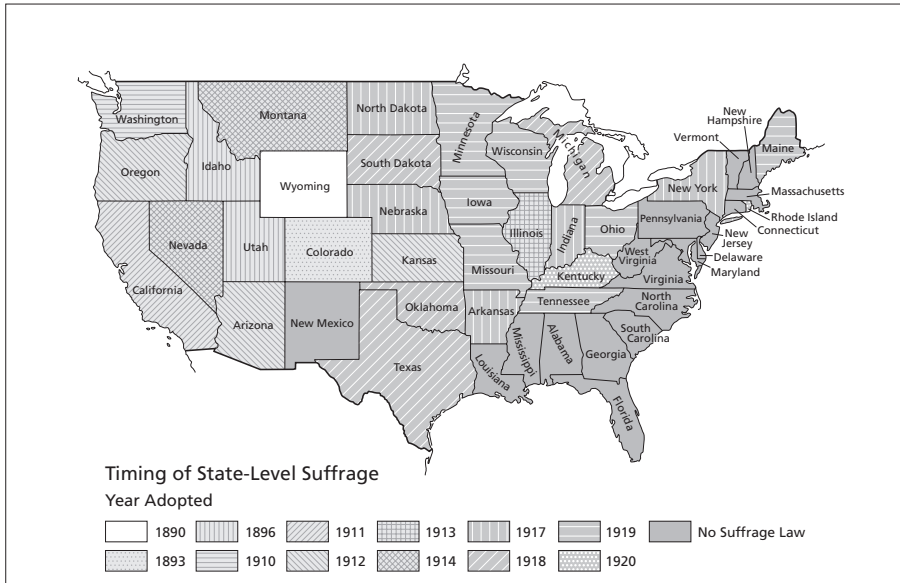 New
Hampshire
Vermont
Washington
Montana
North Dakota
Minnesota
Michigan
Maine
Oregon
Idaho
Wyoming
South Dakota
Wisconsin
New York
Massachusetts
Rhode Island
Connecticut
Nevada
Utah
Colorado
Nebraska
Iowa
Illinois
Indiana
Ohio
Pennsylvania
New
Jersey
Delaware
Maryland
West
Virginia
Virginia
California
Arizona
New Mexico
Kansas
Missouri
Kentucky
Oklahoma
Arkansas
Tennessee
North
Carolina
South
Carolina
Texas
Louisiana
Mississippi
Alabama
Georgia
Florida
Timing of State-Level Suffrage
Year Adopted
1890
1896
1911
1913
1917
1919
No Suffrage Law
1893
1910
1912
1914
1918
1920